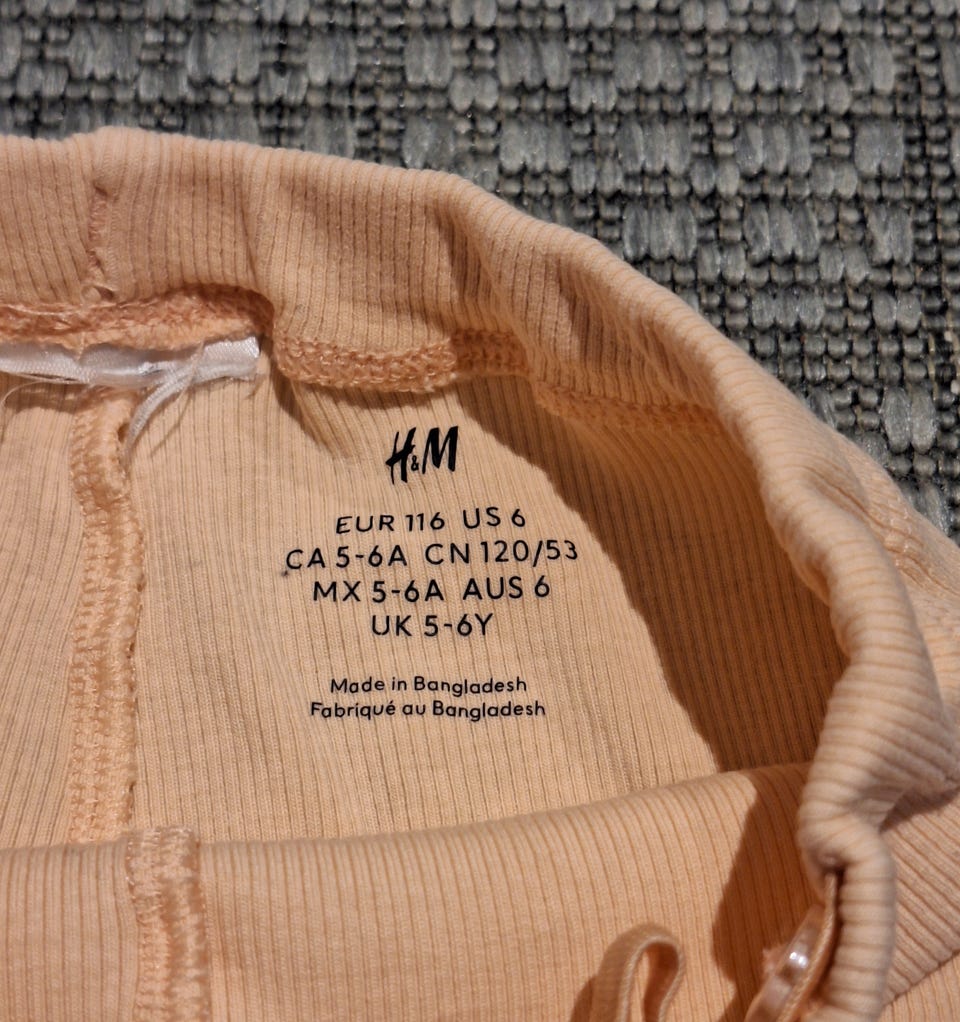 H&M
EUR 116 US 6
CA 5-6A CN 120/53
MX 5-6A AUS 6
UK 5-6Y
Made in Bangladesh
Fabriqué au Bangladesh